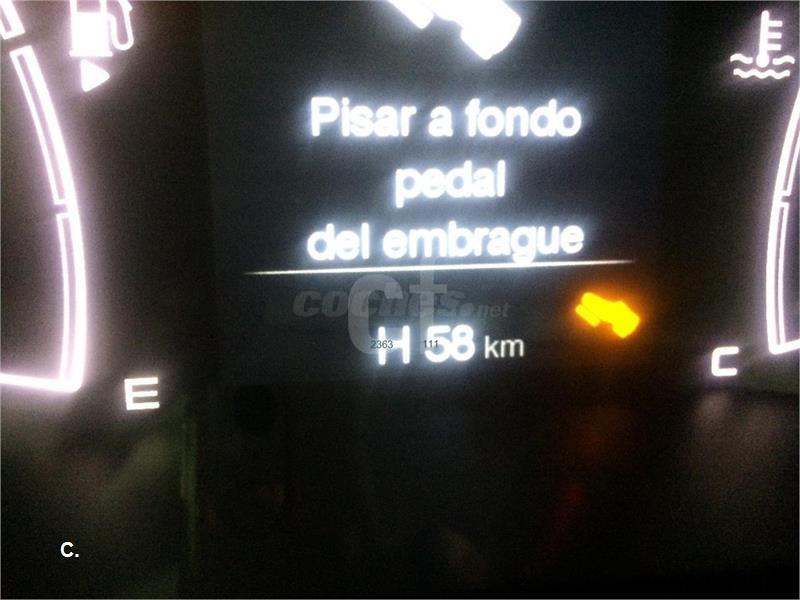 Pisar a fondo
pedal
del embrague
coches.net
H 58 km
2363 111
E
C
C.